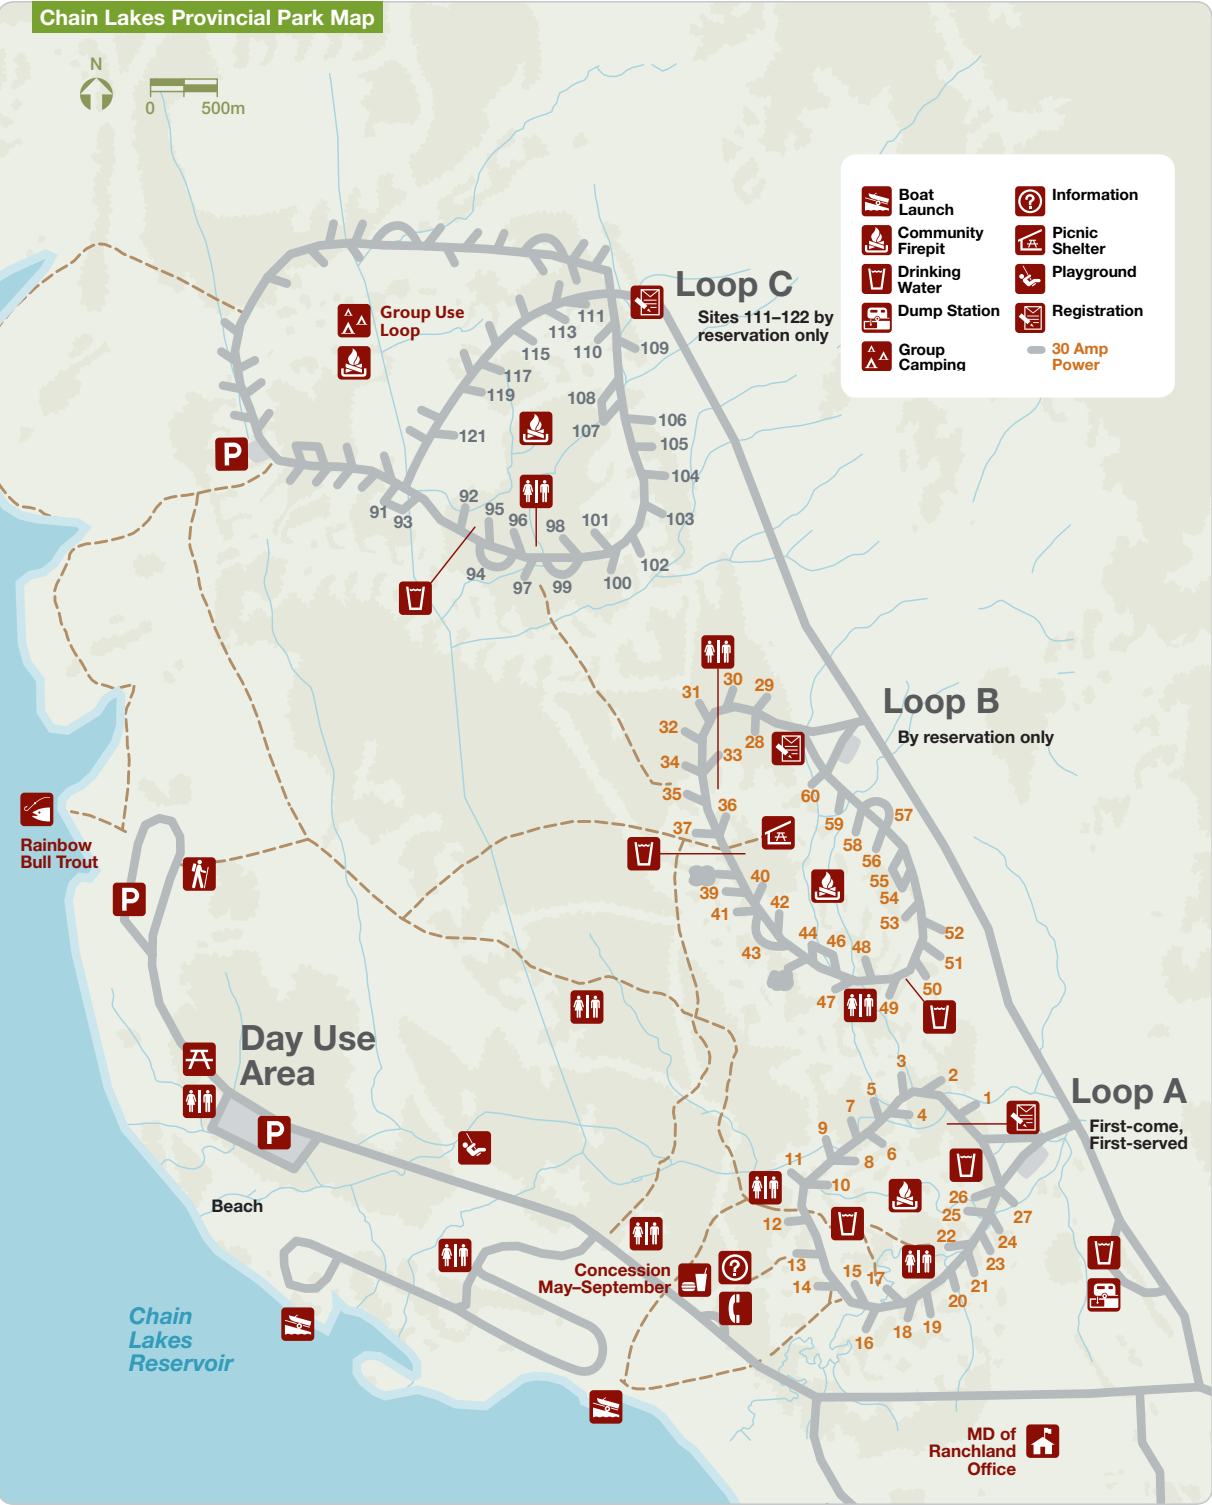 Chain Lakes Provincial Park Map
N
0 500m
Boat
Launch
Community
Firepit
Drinking
Water
Dump Station
Group
Camping
Information
Picnic
Shelter
Playground
Registration
30 Amp
Power
Loop C
Sites 111–122 by
reservation only
Group Use
Loop
111
113
110
109
115
117
119
108
106
107
121
105
104
92
95
91
93
96
98
101
103
94
97
99
100
102
P
30
31
29
32
28
33
34
35
36
37
60
59
57
58
56
55
54
53
40
39
42
41
43
44
46
48
52
51
50
47
49
Loop B
By reservation only
Rainbow
Bull Trout
P
Day Use
Area
P
Beach
3
2
1
5
7
4
9
6
8
11
10
12
26
25
27
22
24
23
13
14
15
17
21
20
16
18
19
Loop A
First-come,
First-served
Concession
May–September
?
Chain
Lakes
Reservoir
MD of
Ranchland
Office